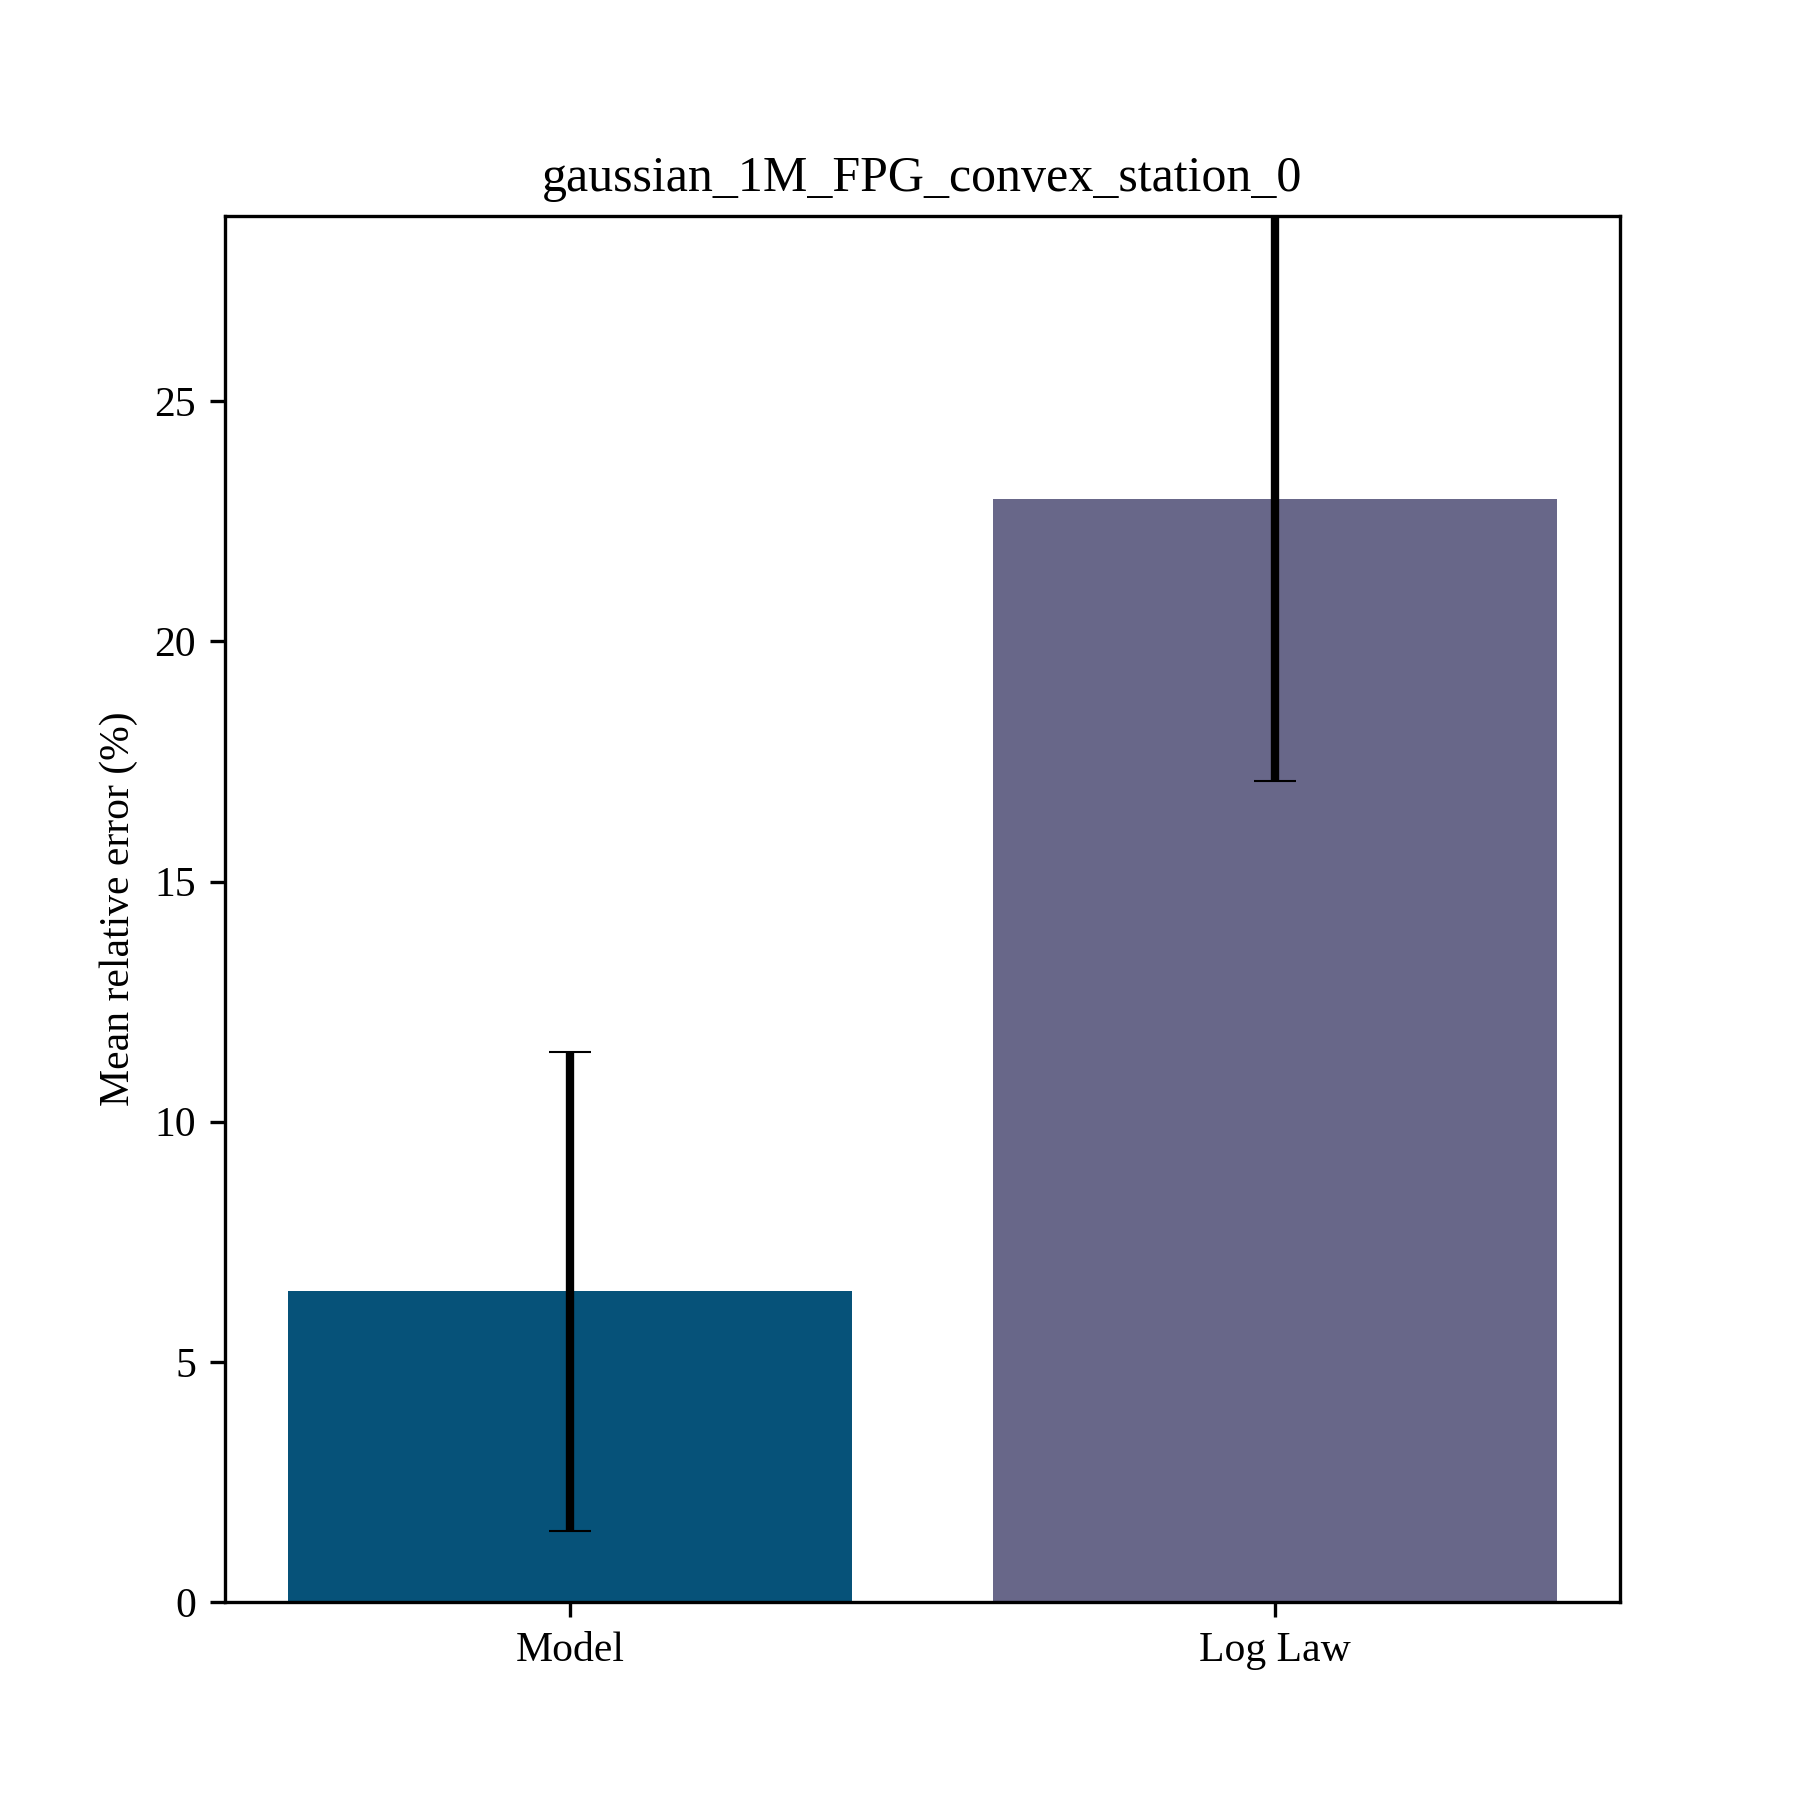 gaussian_1M_FPG_convex_station_0
Mean relative error (%)
25
20
15
10
5
0
Model
Log Law